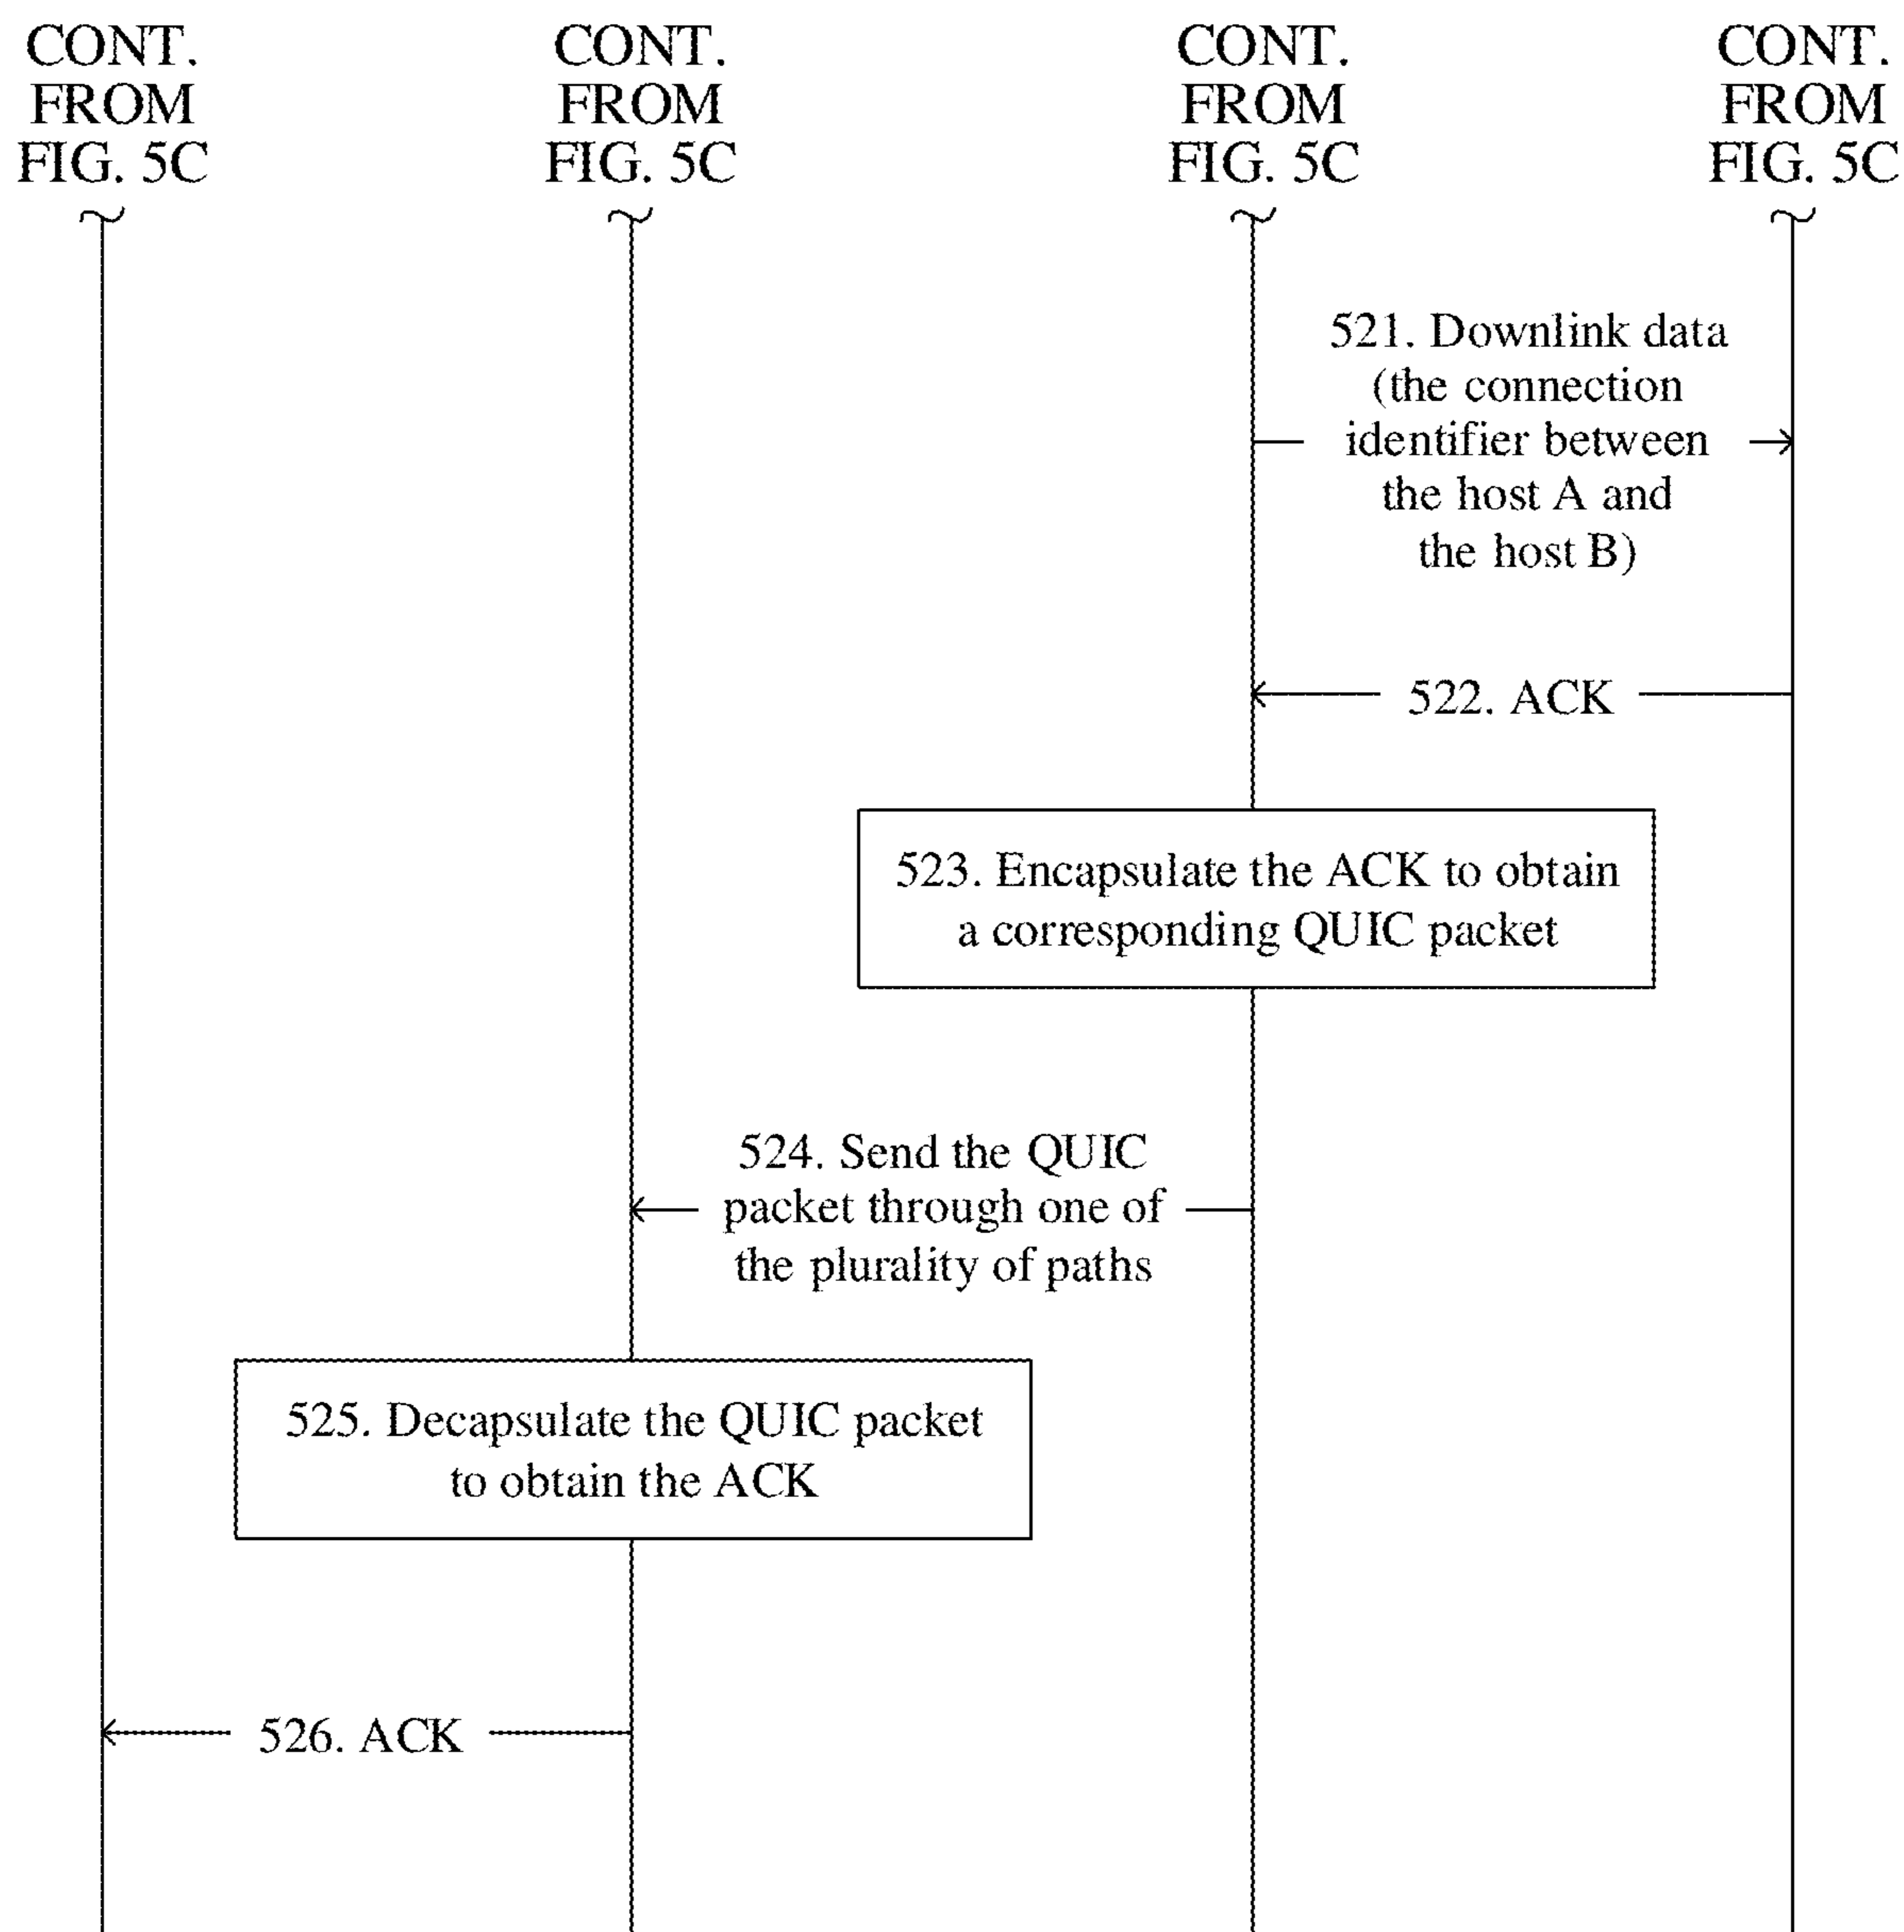 CONT.
FROM
FIG. 5C
CONT.
FROM
FIG. 5C
CONT.
FROM
FIG. 5C
CONT.
FROM
FIG. 5C
521. Downlink data
(the connection
identifier between
the host A and
the host B)
522. ACK
523. Encapsulate the ACK to obtain
a corresponding QUIC packet
524. Send the QUIC
packet through one of
the plurality of paths
525. Decapsulate the QUIC packet
to obtain the ACK
526. ACK